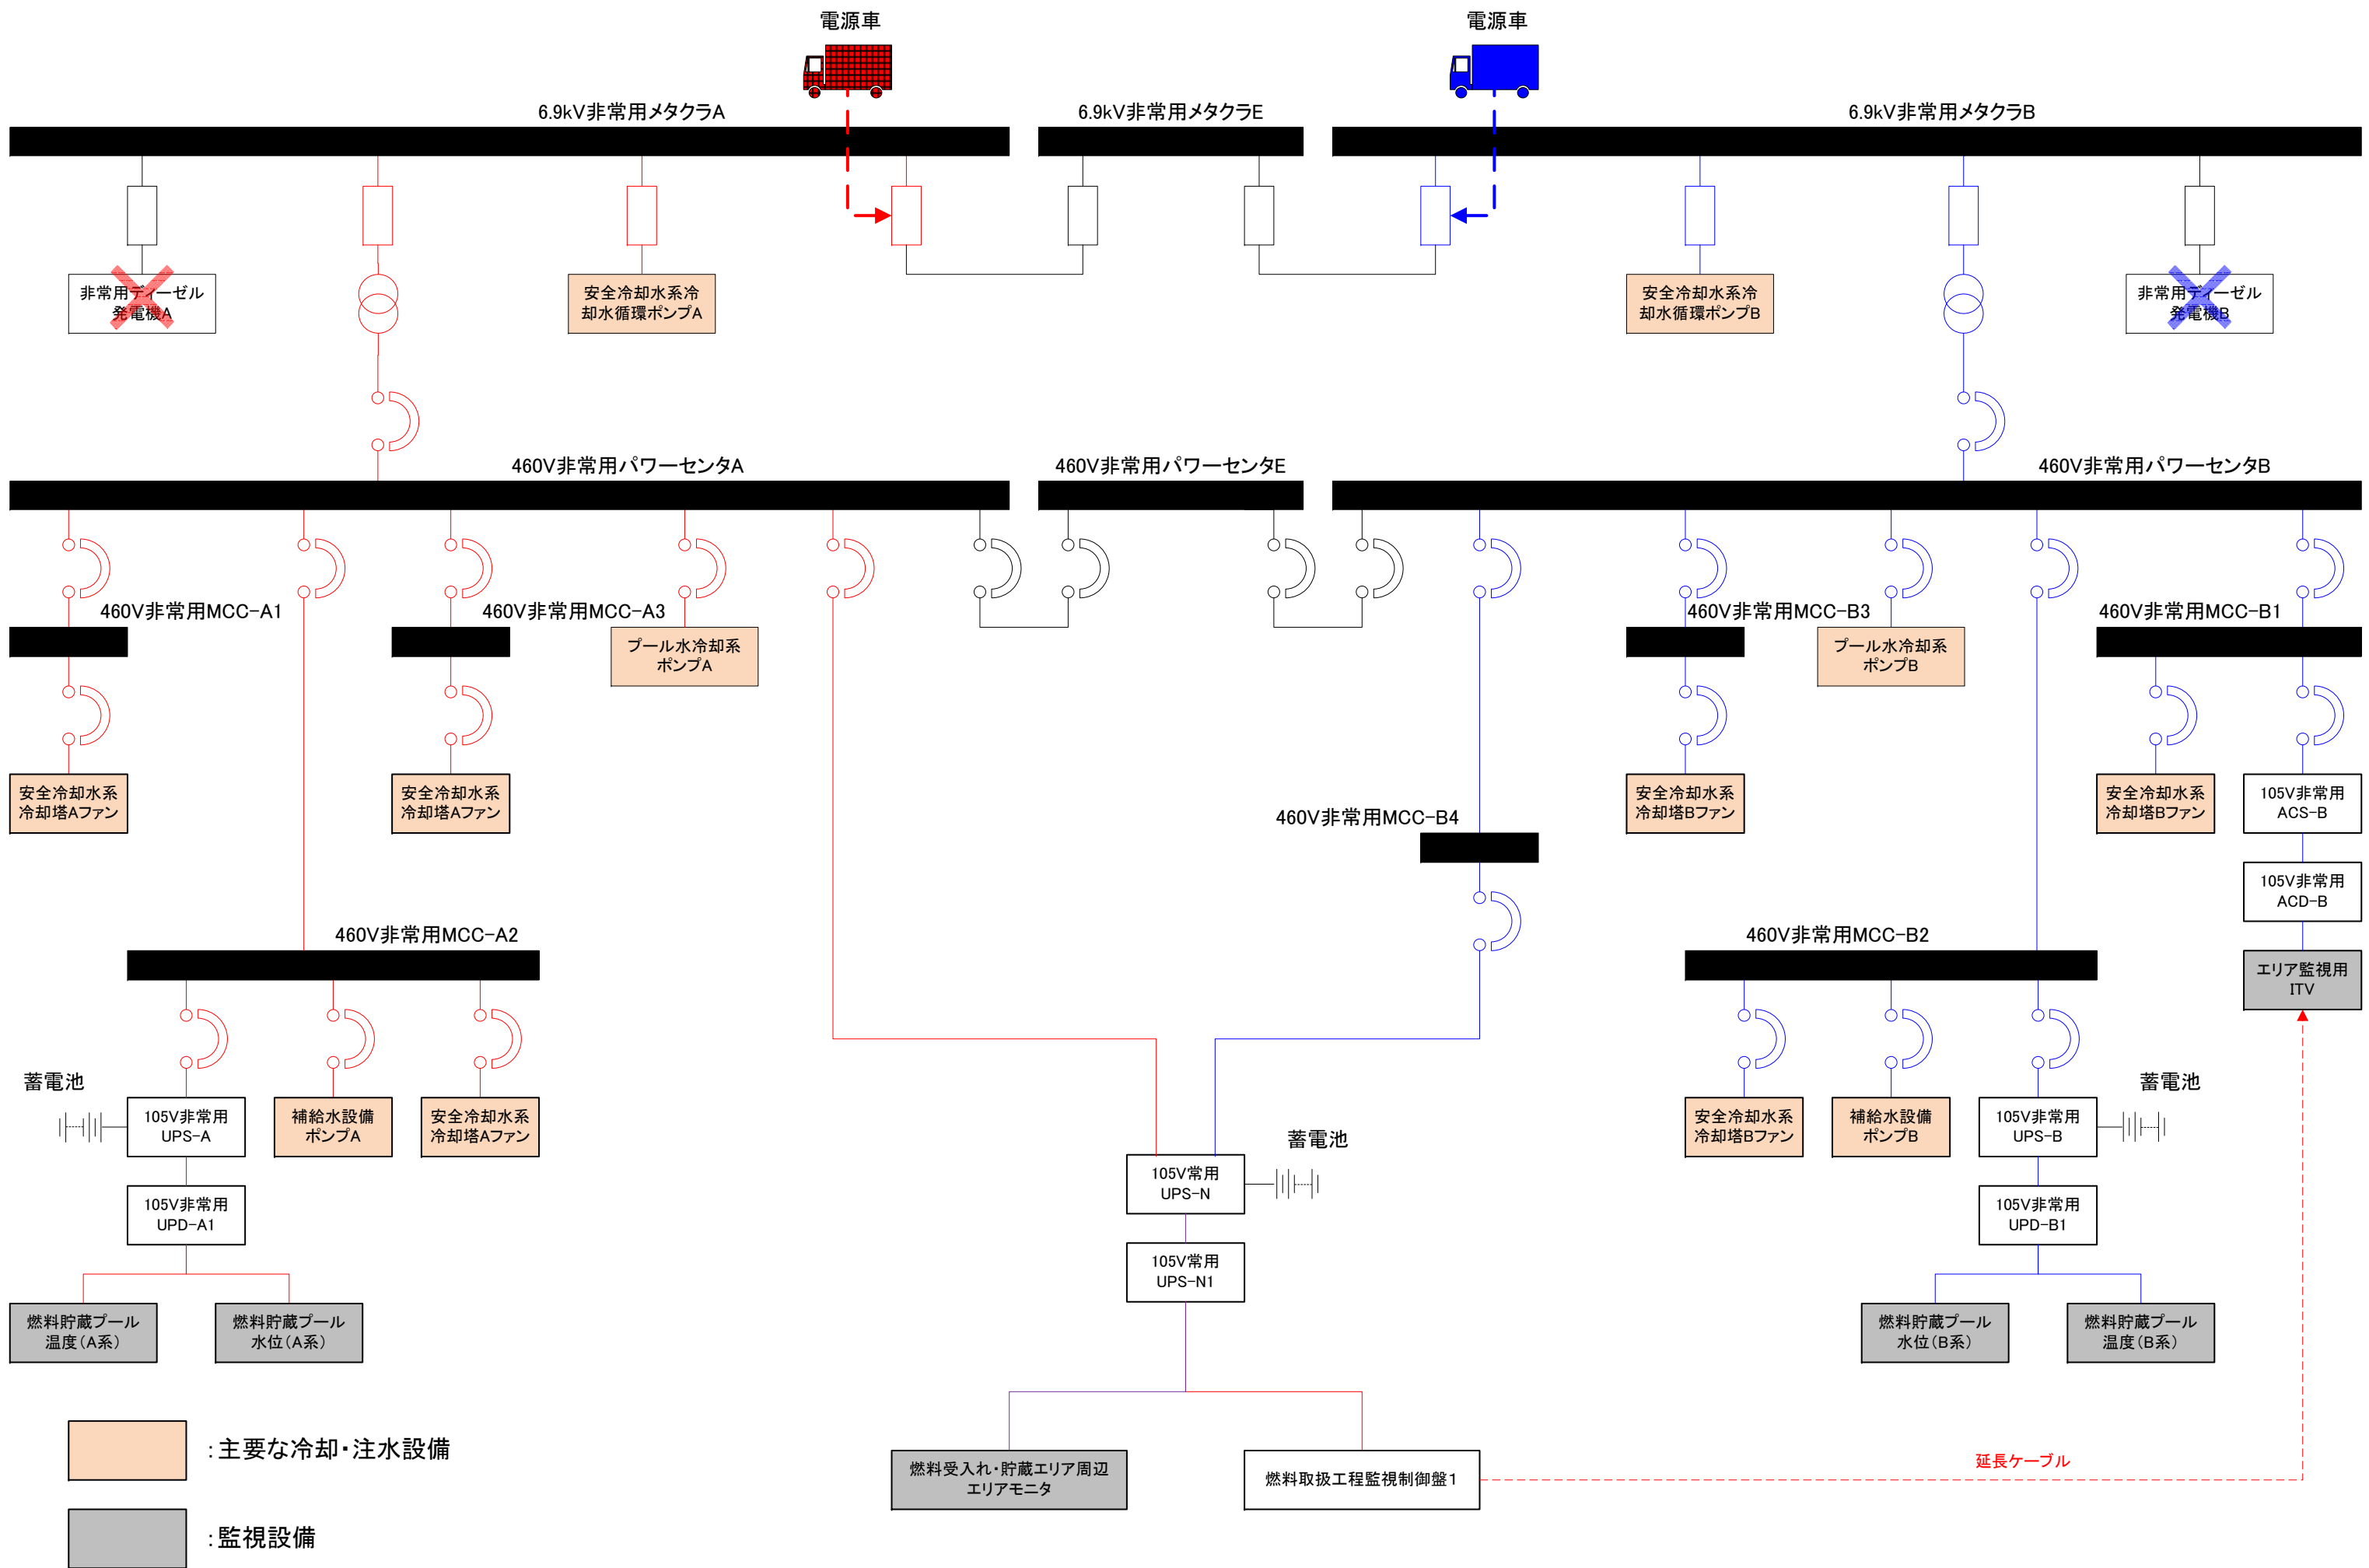 電源車
電源車
6.9kV非常用メタクラA
6.9kV非常用メタクラE
6.9kV非常用メタクラB
非常用ディーゼル
発電機A
安全冷却水系冷
却水循環ポンプA
安全冷却水系冷
却水循環ポンプB
非常用ディーゼル
発電機B
460V非常用パワーセンタA
460V非常用パワーセンタE
460V非常用パワーセンタB
460V非常用MCC-A1
460V非常用MCC-A3
460V非常用MCC-B3
460V非常用MCC-B1
プール水冷却系
ポンプA
プール水冷却系
ポンプB
安全冷却水系
冷却塔Aファン
安全冷却水系
冷却塔Aファン
安全冷却水系
冷却塔Bファン
安全冷却水系
冷却塔Bファン
105V非常用
ACS-B
460V非常用MCC-B4
105V非常用
ACD-B
460V非常用MCC-A2
460V非常用MCC-B2
エリア監視用
ITV
蓄電池
105V非常用
UPS-A
補給水設備
ポンプA
安全冷却水系
冷却塔Aファン
安全冷却水系
冷却塔Bファン
補給水設備
ポンプB
105V非常用
UPS-B
蓄電池
蓄電池
105V常用
UPS-N
105V非常用
UPD-A1
105V非常用
UPD-B1
105V常用
UPS-N1
燃料貯蔵プール
温度(A系)
燃料貯蔵プール
水位(A系)
燃料貯蔵プール
水位(B系)
燃料貯蔵プール
温度(B系)
:主要な冷却・注水設備
燃料受入れ・貯蔵エリア周辺
エリアモニタ
燃料取扱工程監視制御盤1
延長ケーブル
:監視設備